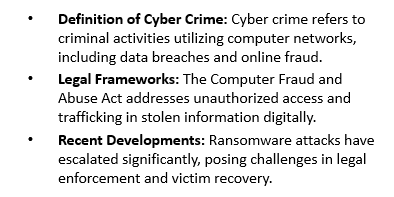 • Definition of Cyber Crime: Cyber crime refers to
criminal activities utilizing computer networks,
including data breaches and online fraud.
• Legal Frameworks: The Computer Fraud and
Abuse Act addresses unauthorized access and
trafficking in stolen information digitally.
• Recent Developments: Ransomware attacks have
escalated significantly, posing challenges in legal
enforcement and victim recovery.